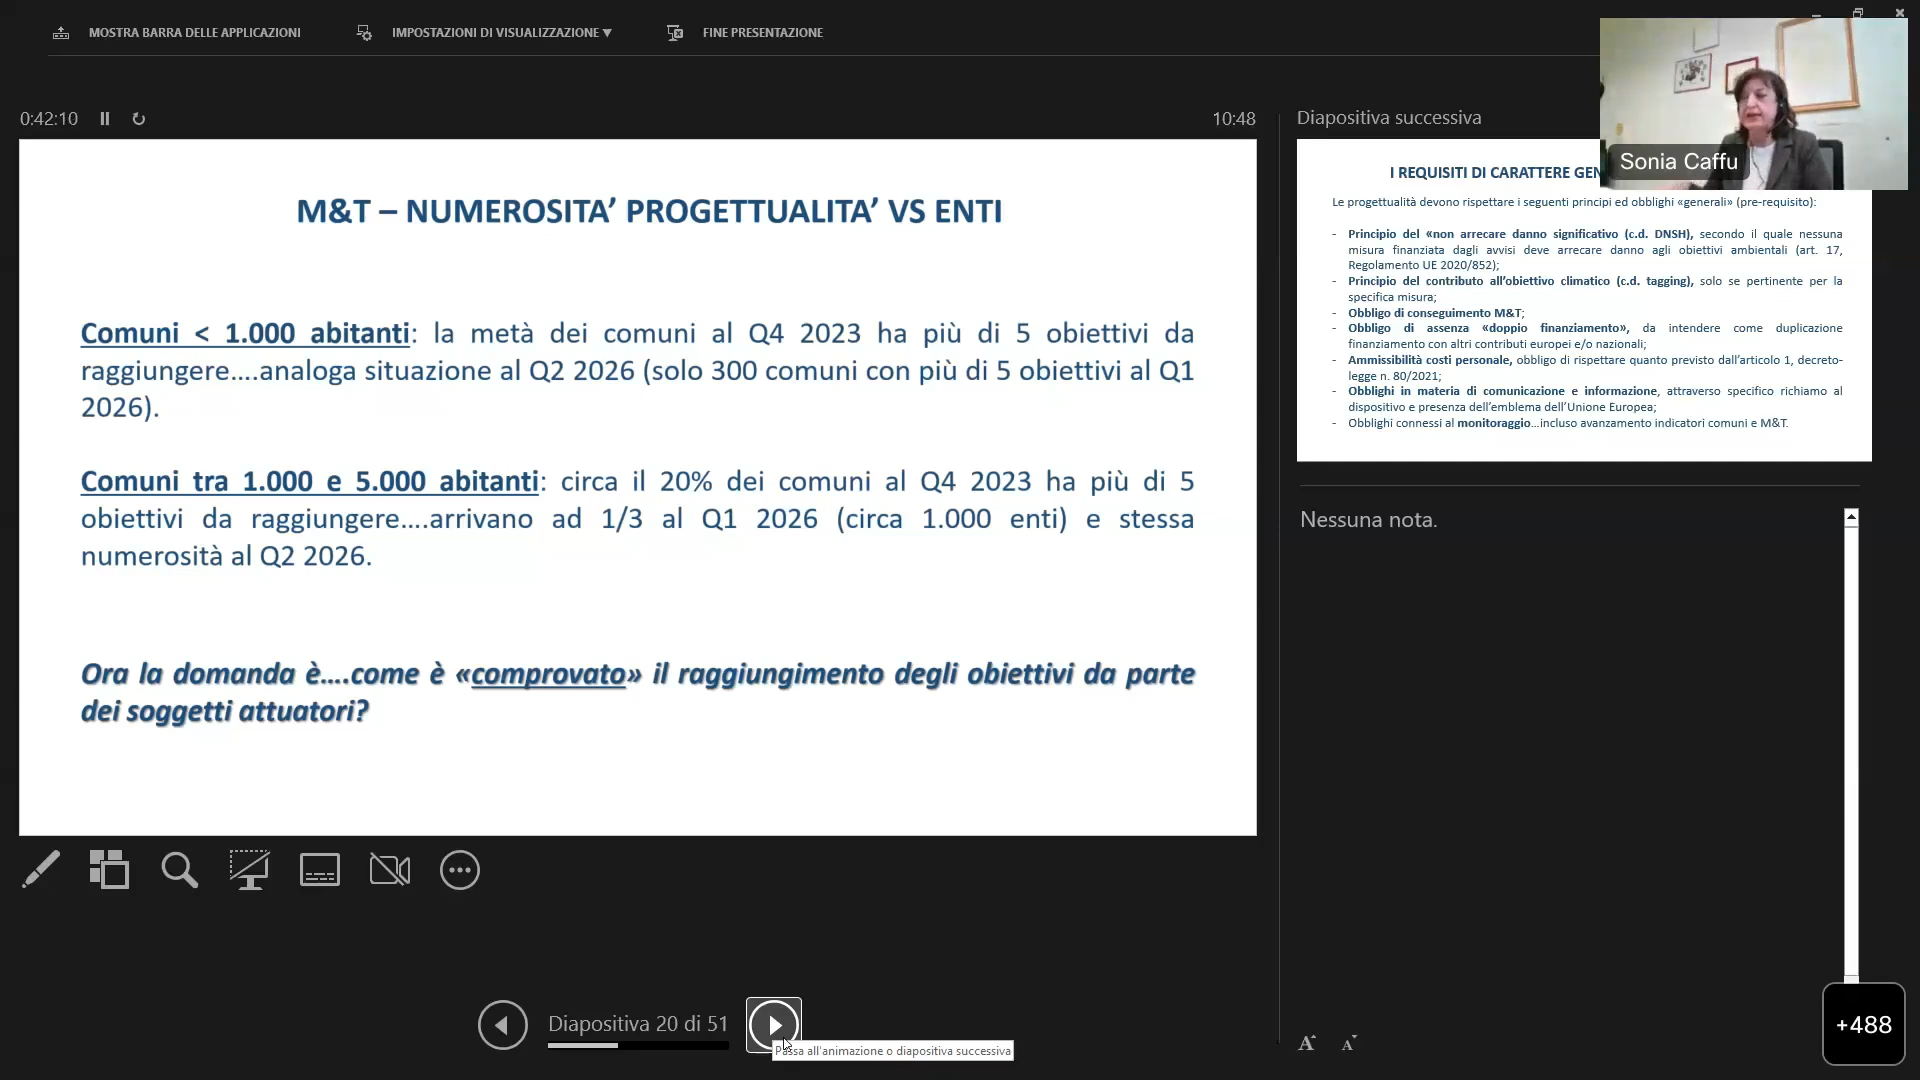 MOSTRA BARRA DELLE APPLICAZIONI
IMPOSTAZIONI DI VISUALIZZAZIONE ▼
FINE PRESENTAZIONE
0:42:10
10:48
M&T – NUMEROSITA’ PROGETTUALITA’ VS ENTI
Comuni < 1.000 abitanti: la metà dei comuni al Q4 2023 ha più di 5 obiettivi da
raggiungere….analoga situazione al Q2 2026 (solo 300 comuni con più di 5 obiettivi al Q1
2026).
Comuni tra 1.000 e 5.000 abitanti: circa il 20% dei comuni al Q4 2023 ha più di 5
obiettivi da raggiungere….arrivano ad 1/3 al Q1 2026 (circa 1.000 enti) e stessa
numerosità al Q2 2026.
Ora la domanda è….come è «comprovato» il raggiungimento degli obiettivi da parte
dei soggetti attuatori?
Diapositiva 20 di 51
Passa all'animazione o diapositiva successiva
Diapositiva successiva
Sonia Caffu
I REQUISITI DI CARATTERE GEN
Le progettualità devono rispettare i seguenti principi ed obblighi «generali» (pre-requisito):
- Principio del «non arrecare danno significativo (c.d. DNSH), secondo il quale nessuna
misura finanziata dagli avvisi deve arrecare danno agli obiettivi ambientali (art. 17,
Regolamento UE 2020/852);
- Principio del contributo all’obiettivo climatico (c.d. tagging), solo se pertinente per la
specifica misura;
- Obbligo di conseguimento M&T;
- Obbligo di assenza «doppio finanziamento», da intendere come duplicazione
finanziamento con altri contributi europei e/o nazionali;
- Ammissibilità costi personale, obbligo di rispettare quanto previsto dall’articolo 1, decreto-
legge n. 80/2021;
- Obblighi in materia di comunicazione e informazione, attraverso specifico richiamo al
dispositivo e presenza dell’emblema dell’Unione Europea;
- Obblighi connessi al monitoraggio…incluso avanzamento indicatori comuni e M&T.
Nessuna nota.
A A
+488